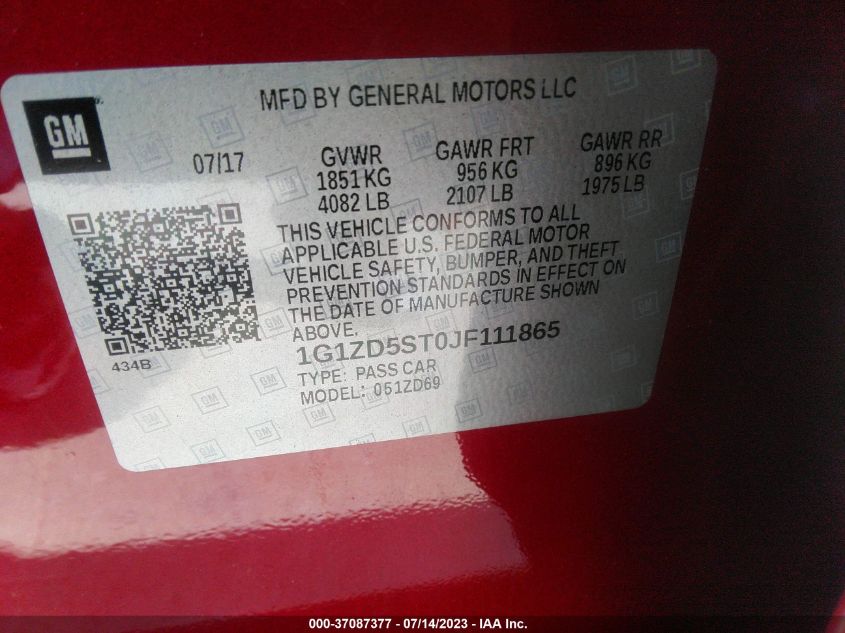 MFD BY GENERAL MOTORS LLC
GM
07/17
GVWR
1851 KG
4082 LB
GAWR FRT
956 KG
2107 LB
GAWR RR
896 KG
1975 LB
THIS VEHICLE CONFORMS TO ALL
APPLICABLE U.S. FEDERAL MOTOR
VEHICLE SAFETY, BUMPER, AND THEFT
PREVENTION STANDARDS IN EFFECT ON
THE DATE OF MANUFACTURE SHOWN
ABOVE.
434B
1G1ZD5ST0JF111865
TYPE: PASS CAR
MODEL: 051ZD69
000-37087377 - 07/14/2023 - IAA Inc.